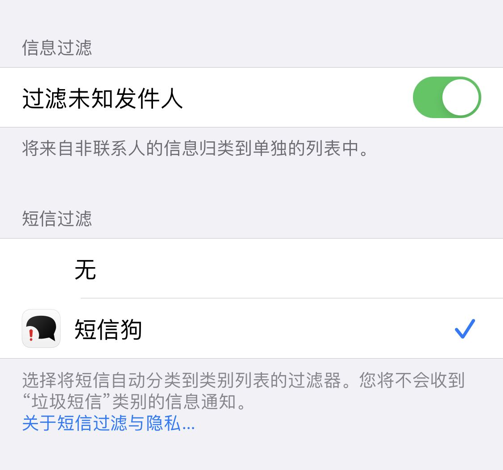 信息过滤
过滤未知发件人
将来自非联系人的信息归类到单独的列表中。
短信过滤
无
短信狗
选择将短信自动分类到类别列表的过滤器。您将不会收到
“垃圾短信”类别的信息通知。
关于短信过滤与隐私...